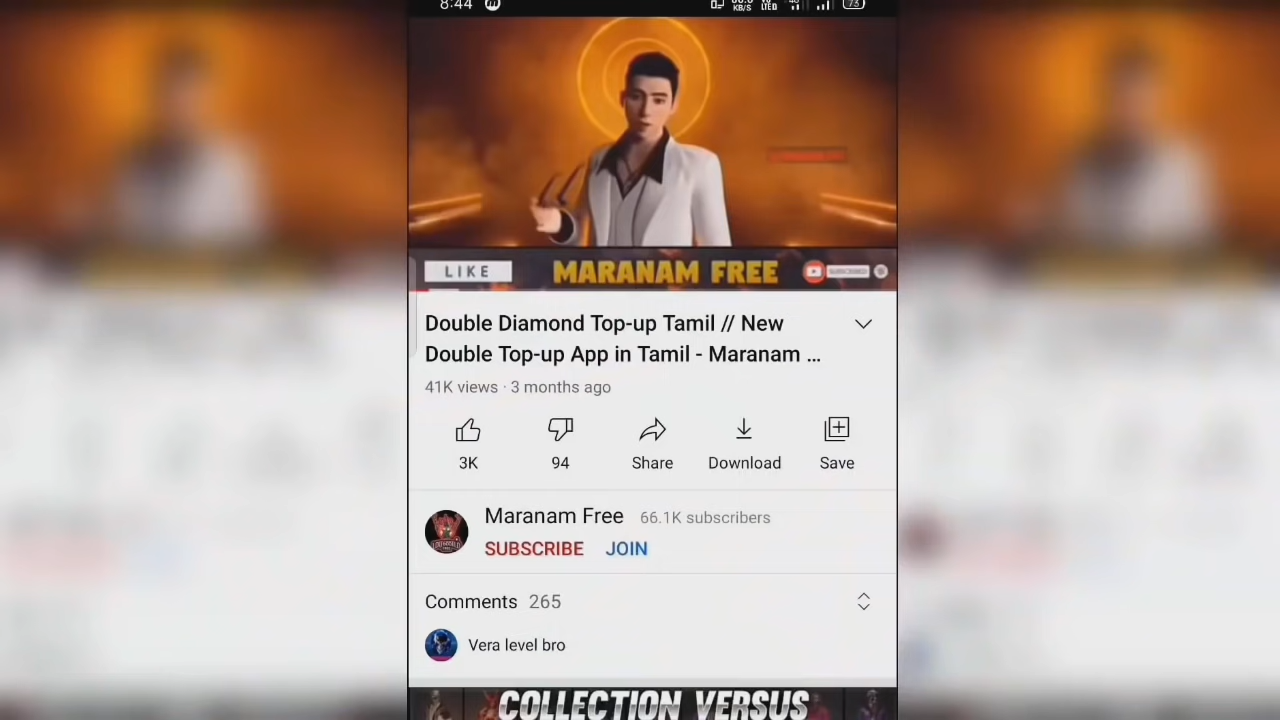 8:44
73
LIKE
MARANAM FREE
SUBSCRIBED
Double Diamond Top-up Tamil // New
Double Top-up App in Tamil - Maranam ...
41K views · 3 months ago
3K
94
Share
Download
Save
Maranam Free 66.1K subscribers
SUBSCRIBE JOIN
Comments 265
Vera level bro
COLLECTION VERSUS